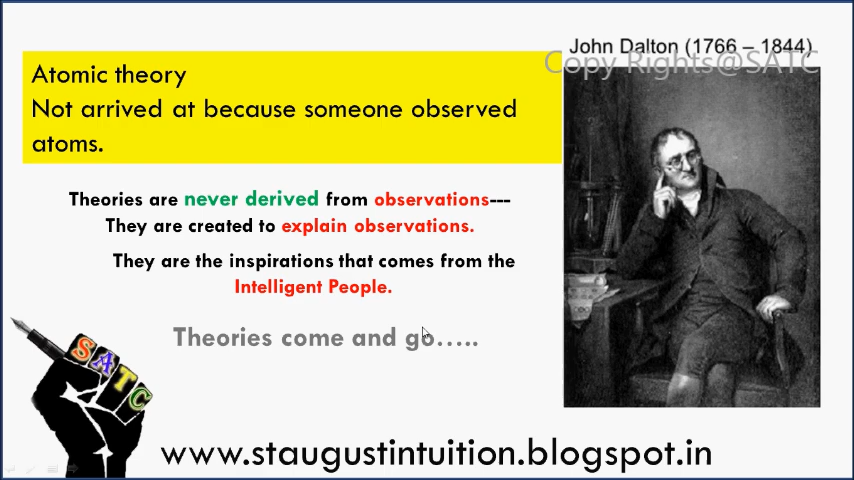 John Dalton (1766 – 1844)
Copy Rights@SATC
Atomic theory
Not arrived at because someone observed
atoms.
Theories are never derived from observations---
They are created to explain observations.
They are the inspirations that comes from the
Intelligent People.
Theories come and go.....
SATC
www.staugustintuition.blogspot.in